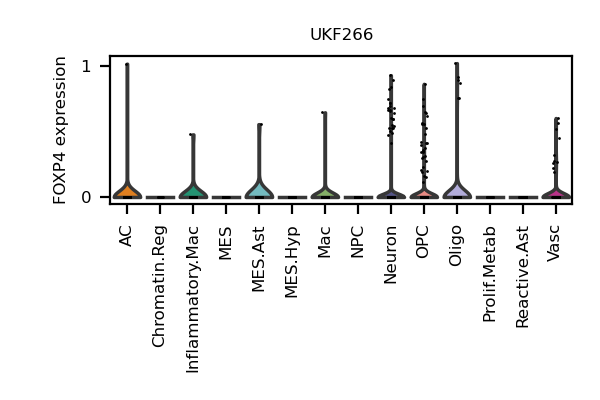 UKF266
FOXP4 expression
1
0
AC
Chromatin.Reg
Inflammatory.Mac
MES
MES.Ast
MES.Hyp
Mac
NPC
Neuron
OPC
Oligo
Prolif.Metab
Reactive.Ast
Vasc